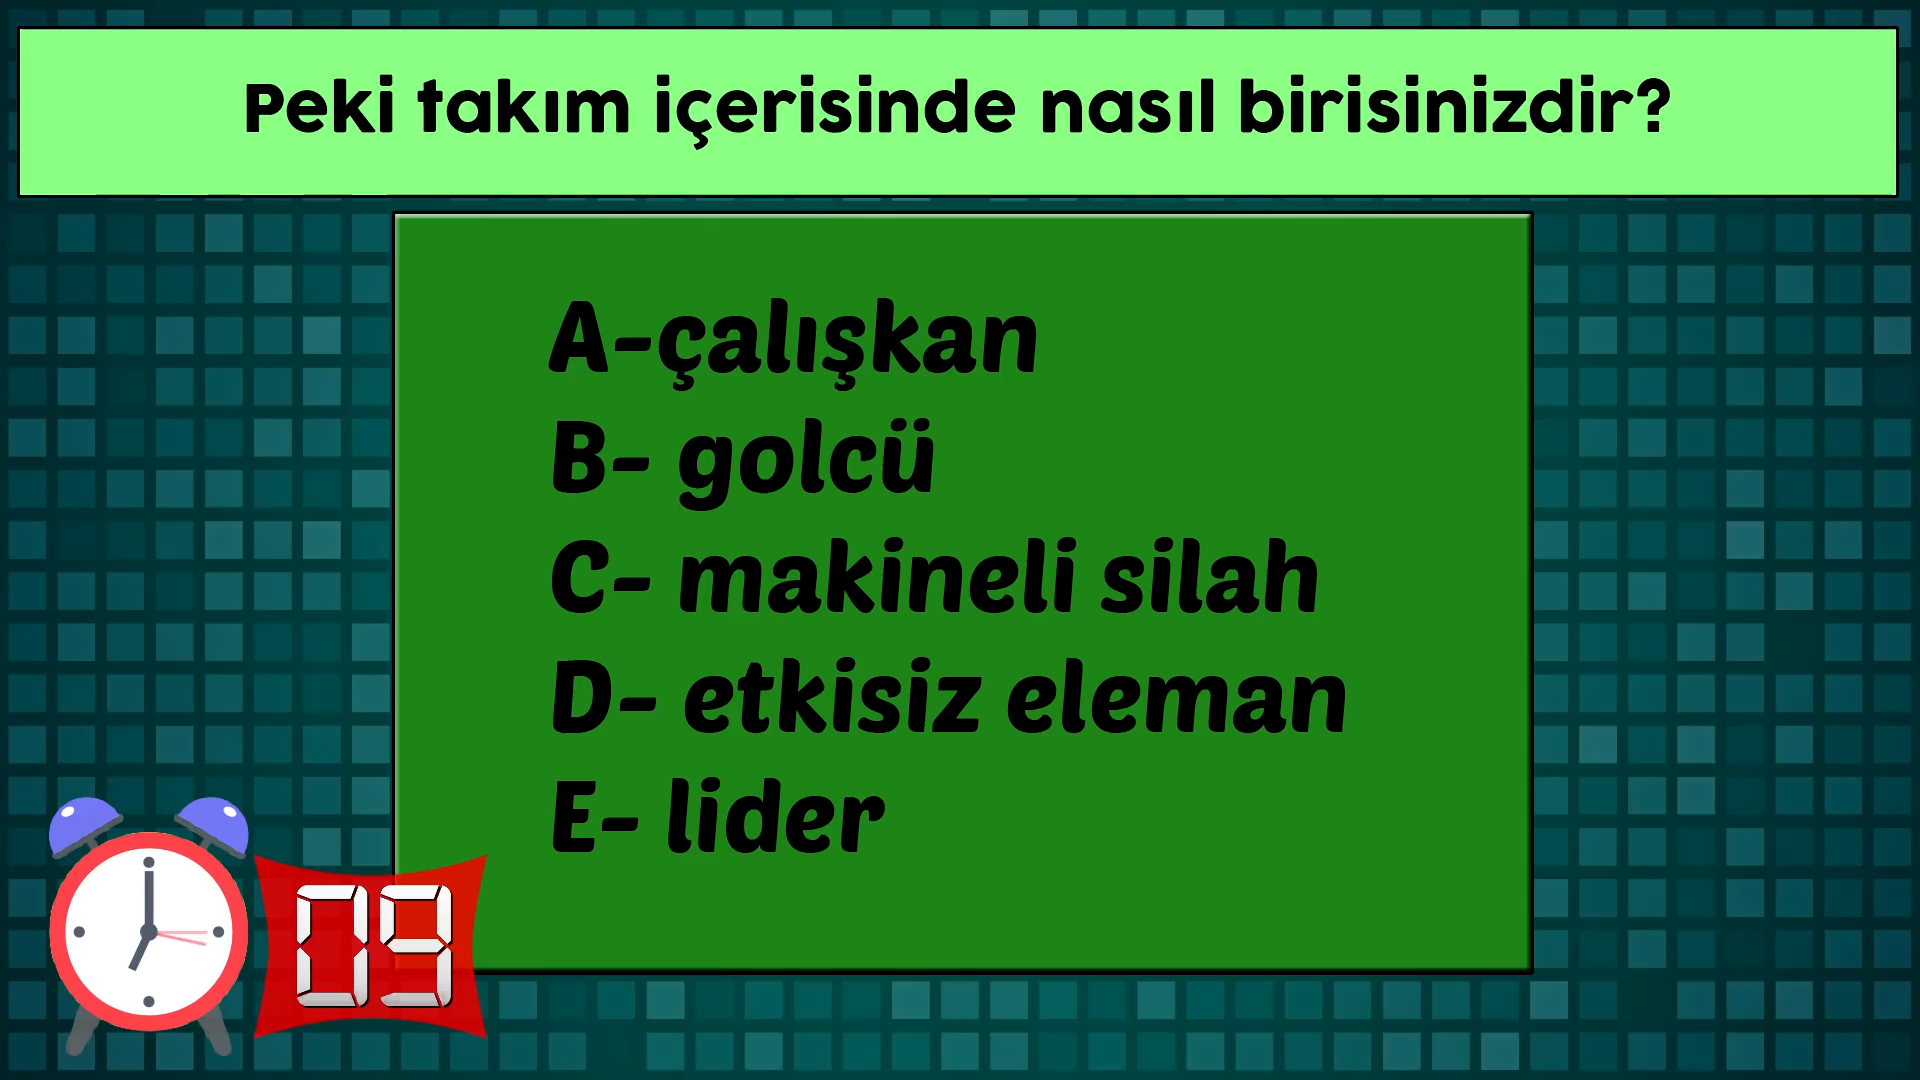 Peki takım içerisinde nasıl birisinizdir?
A-çalışkan
B- golcü
C- makineli silah
D- etkisiz eleman
E- lider
09